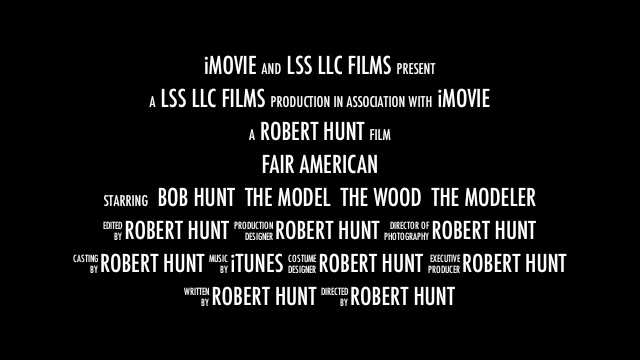 iMOVIE AND LSS LLC FILMS PRESENT
A LSS LLC FILMS PRODUCTION IN ASSOCIATION WITH iMOVIE
A ROBERT HUNT FILM
FAIR AMERICAN
STARRING BOB HUNT THE MODEL THE WOOD THE MODELER
EDITED BY ROBERT HUNT PRODUCTION DESIGNER ROBERT HUNT DIRECTOR OF PHOTOGRAPHY ROBERT HUNT
CASTING BY ROBERT HUNT MUSIC BY iTUNES COSTUME DESIGNER ROBERT HUNT EXECUTIVE PRODUCER ROBERT HUNT
WRITTEN BY ROBERT HUNT DIRECTED BY ROBERT HUNT